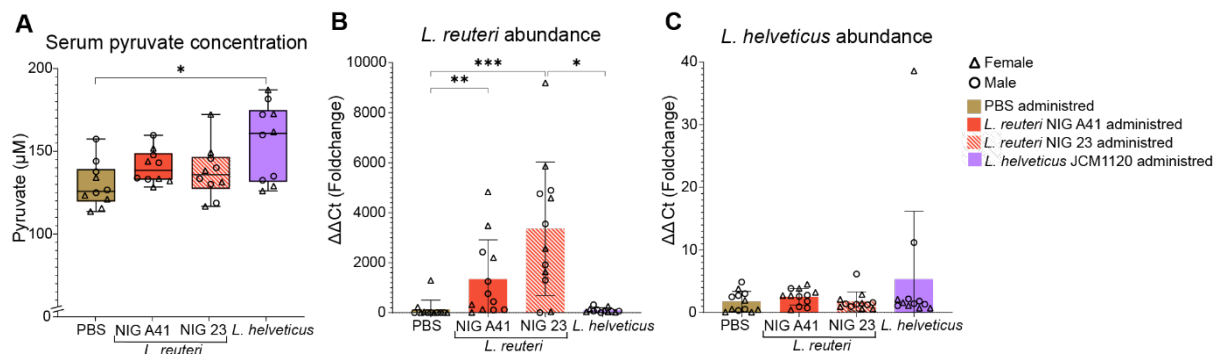 A
Serum pyruvate concentration
Pyruvate (µM)
200
150
100
0
*
PBS
NIG A41
NIG 23
L. helveticus
L. reuteri
B
L. reuteri abundance
ΔΔCt (Foldchange)
10000
8000
6000
4000
2000
0
***
*
**
PBS
NIG A41
NIG 23
L. helveticus
L. reuteri
C
L. helveticus abundance
ΔΔCt (Foldchange)
40
30
20
10
0
PBS
NIG A41
NIG 23
L. helveticus
L. reuteri
Female
Male
PBS administred
L. reuteri NIG A41 administred
L. reuteri NIG 23 administred
L. helveticus JCM1120 administred